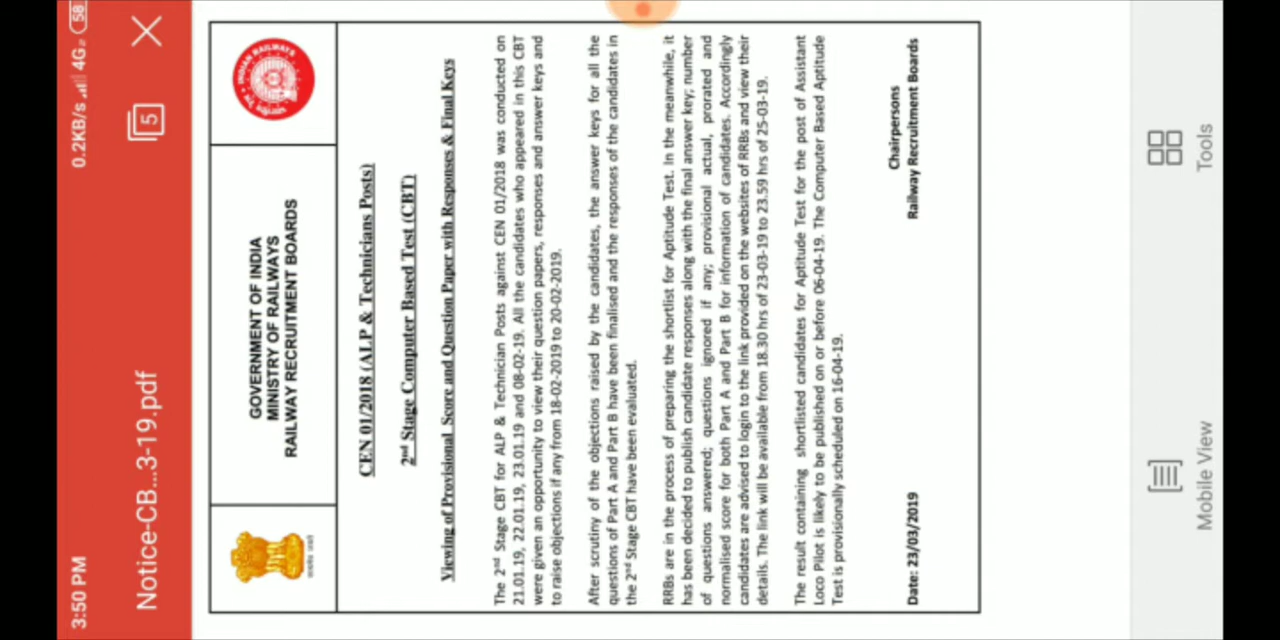 3:50 PM
0.2KB/s 4G 58
Notice-CB...3-19.pdf
5
GOVERNMENT OF INDIA
MINISTRY OF RAILWAYS
RAILWAY RECRUITMENT BOARDS
INDIAN RAILWAYS
CEN 01/2018 (ALP & Technicians Posts)
2nd Stage Computer Based Test (CBT)
Viewing of Provisional Score and Question Paper with Responses & Final Keys
The 2nd Stage CBT for ALP & Technician Posts against CEN 01/2018 was conducted on
21.01.19, 22.01.19, 23.01.19 and 08-02-19. All the candidates who appeared in this CBT
were given an opportunity to view their question papers, responses and answer keys and
to raise objections if any from 18-02-2019 to 20-02-2019.
After scrutiny of the objections raised by the candidates, the answer keys for all the
questions of Part A and Part B have been finalised and the responses of the candidates in
the 2nd Stage CBT have been evaluated.
RRBs are in the process of preparing the shortlist for Aptitude Test. In the meanwhile, it
has been decided to publish candidate responses along with the final answer key; number
of questions answered; questions ignored if any; provisional actual, prorated and
normalised score for both Part A and Part B for information of candidates. Accordingly
candidates are advised to login to the link provided on the websites of RRBs and view their
details. The link will be available from 18.30 hrs of 23-03-19 to 23.59 hrs of 25-03-19.
The result containing shortlisted candidates for Aptitude Test for the post of Assistant
Loco Pilot is likely to be published on or before 06-04-19. The Computer Based Aptitude
Test is provisionally scheduled on 16-04-19.
Chairpersons
Date: 23/03/2019 Railway Recruitment Boards
Mobile View
Tools